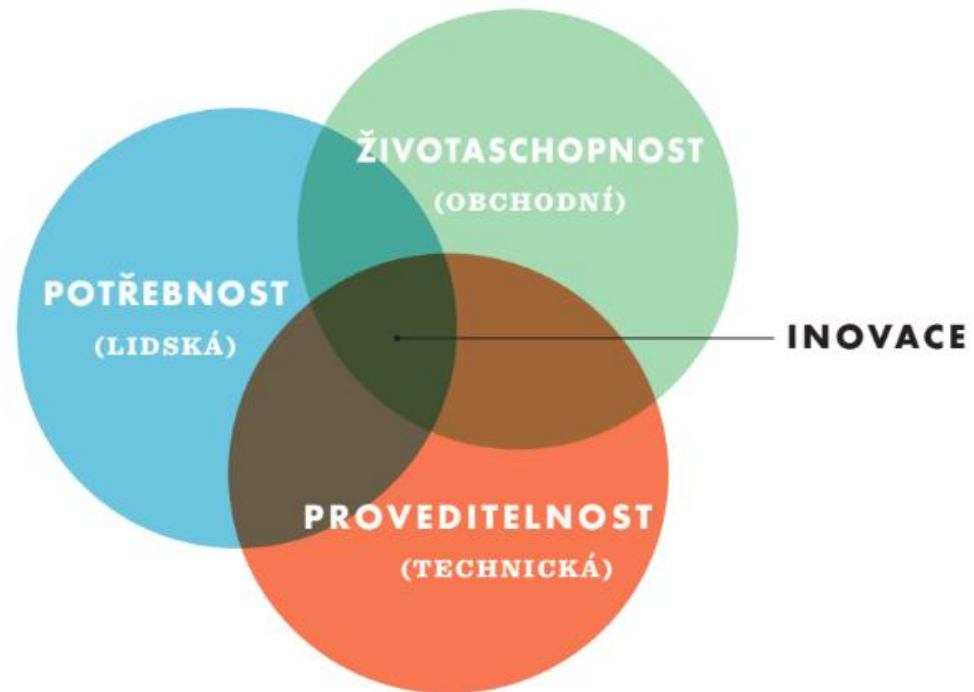 ŽIVOTASCHOPNOST
(OBCHODNÍ)
POTŘEBNOST
(LIDSKÁ)
INOVACE
PROVEDITELNOST
(TECHNICKÁ)